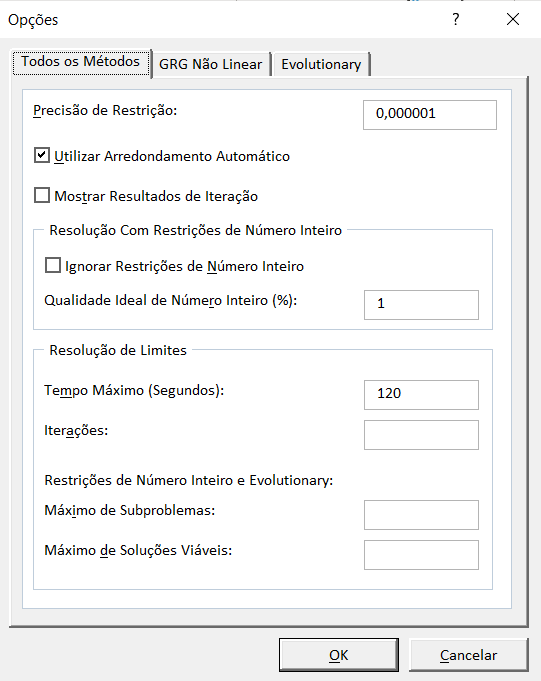 Opções
?
Todos os Métodos
GRG Não Linear
Evolutionary
Precisão de Restrição:
0,000001
Utilizar Arredondamento Automático
Mostrar Resultados de Iteração
Resolução Com Restrições de Número Inteiro
Ignorar Restrições de Número Inteiro
Qualidade Ideal de Número Inteiro (%):
1
Resolução de Limites
Tempo Máximo (Segundos):
120
Iterações:
Restrições de Número Inteiro e Evolutionary:
Máximo de Subproblemas:
Máximo de Soluções Viáveis:
OK
Cancelar